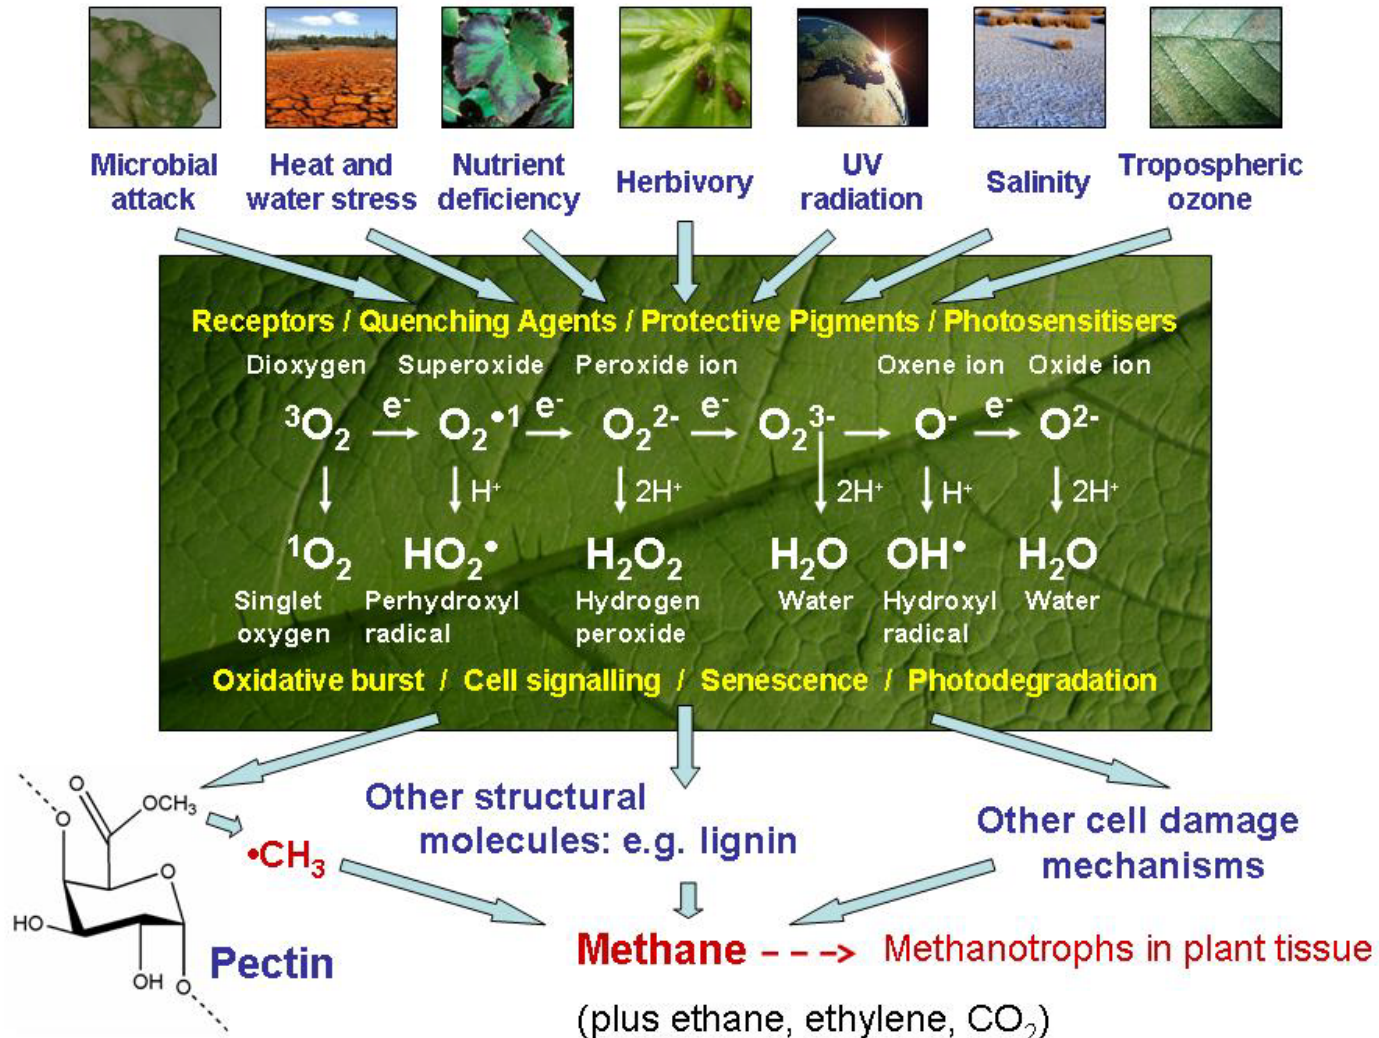 Microbial attack
Heat and water stress
Nutrient deficiency
Herbivory
UV radiation
Salinity
Tropospheric ozone
Receptors / Quenching Agents / Protective Pigments / Photosensitisers
Dioxygen Superoxide Peroxide ion Oxene ion Oxide ion
³O₂ e⁻ O₂•¹ e⁻ O₂²⁻ e⁻ O₂³⁻ O⁻ e⁻ O²⁻
H⁺ 2H⁺ 2H⁺ H⁺ 2H⁺
¹O₂ HO₂• H₂O₂ H₂O OH• H₂O
Singlet oxygen
Perhydroxyl radical
Hydrogen peroxide
Water
Hydroxyl radical
Water
Oxidative burst / Cell signalling / Senescence / Photodegradation
O
OCH₃
O
O
HO
OH
O
•CH₃
Pectin
Other structural
molecules: e.g. lignin
Other cell damage
mechanisms
Methane
Methanotrophs in plant tissue
(plus ethane, ethylene, CO₂)